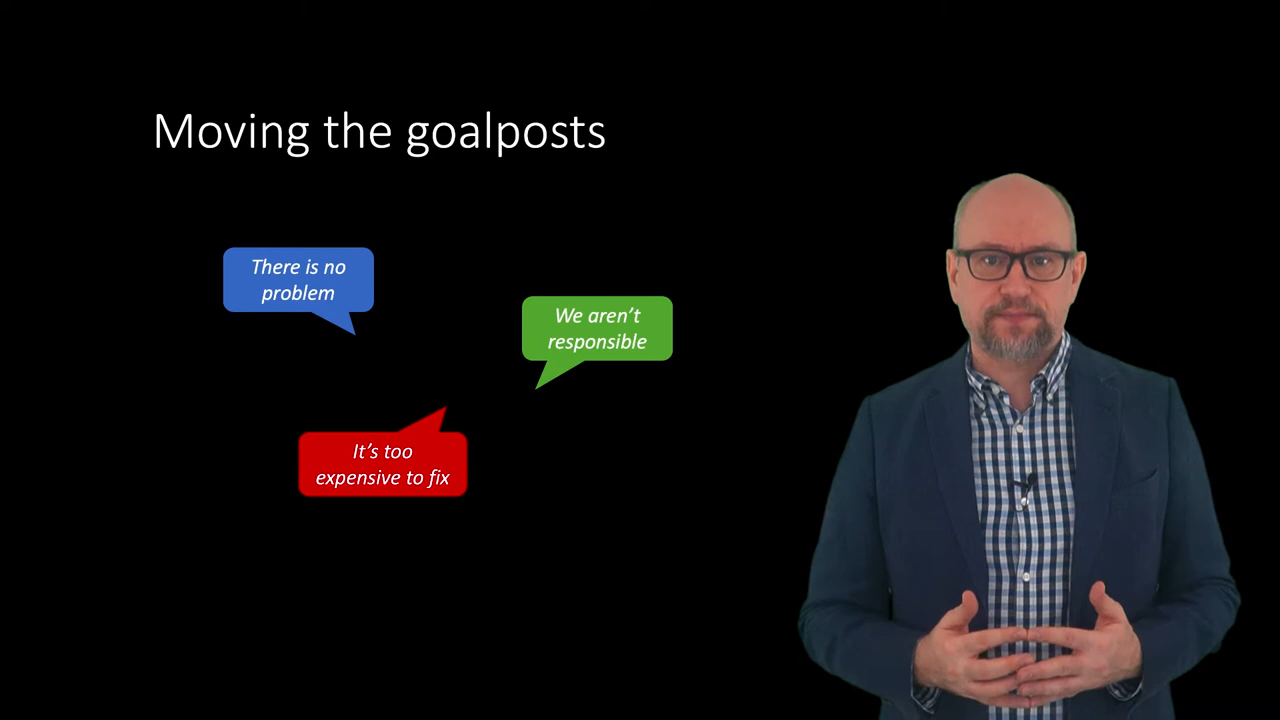 Moving the goalposts
There is no
problem
We aren’t
responsible
It’s too
expensive to fix